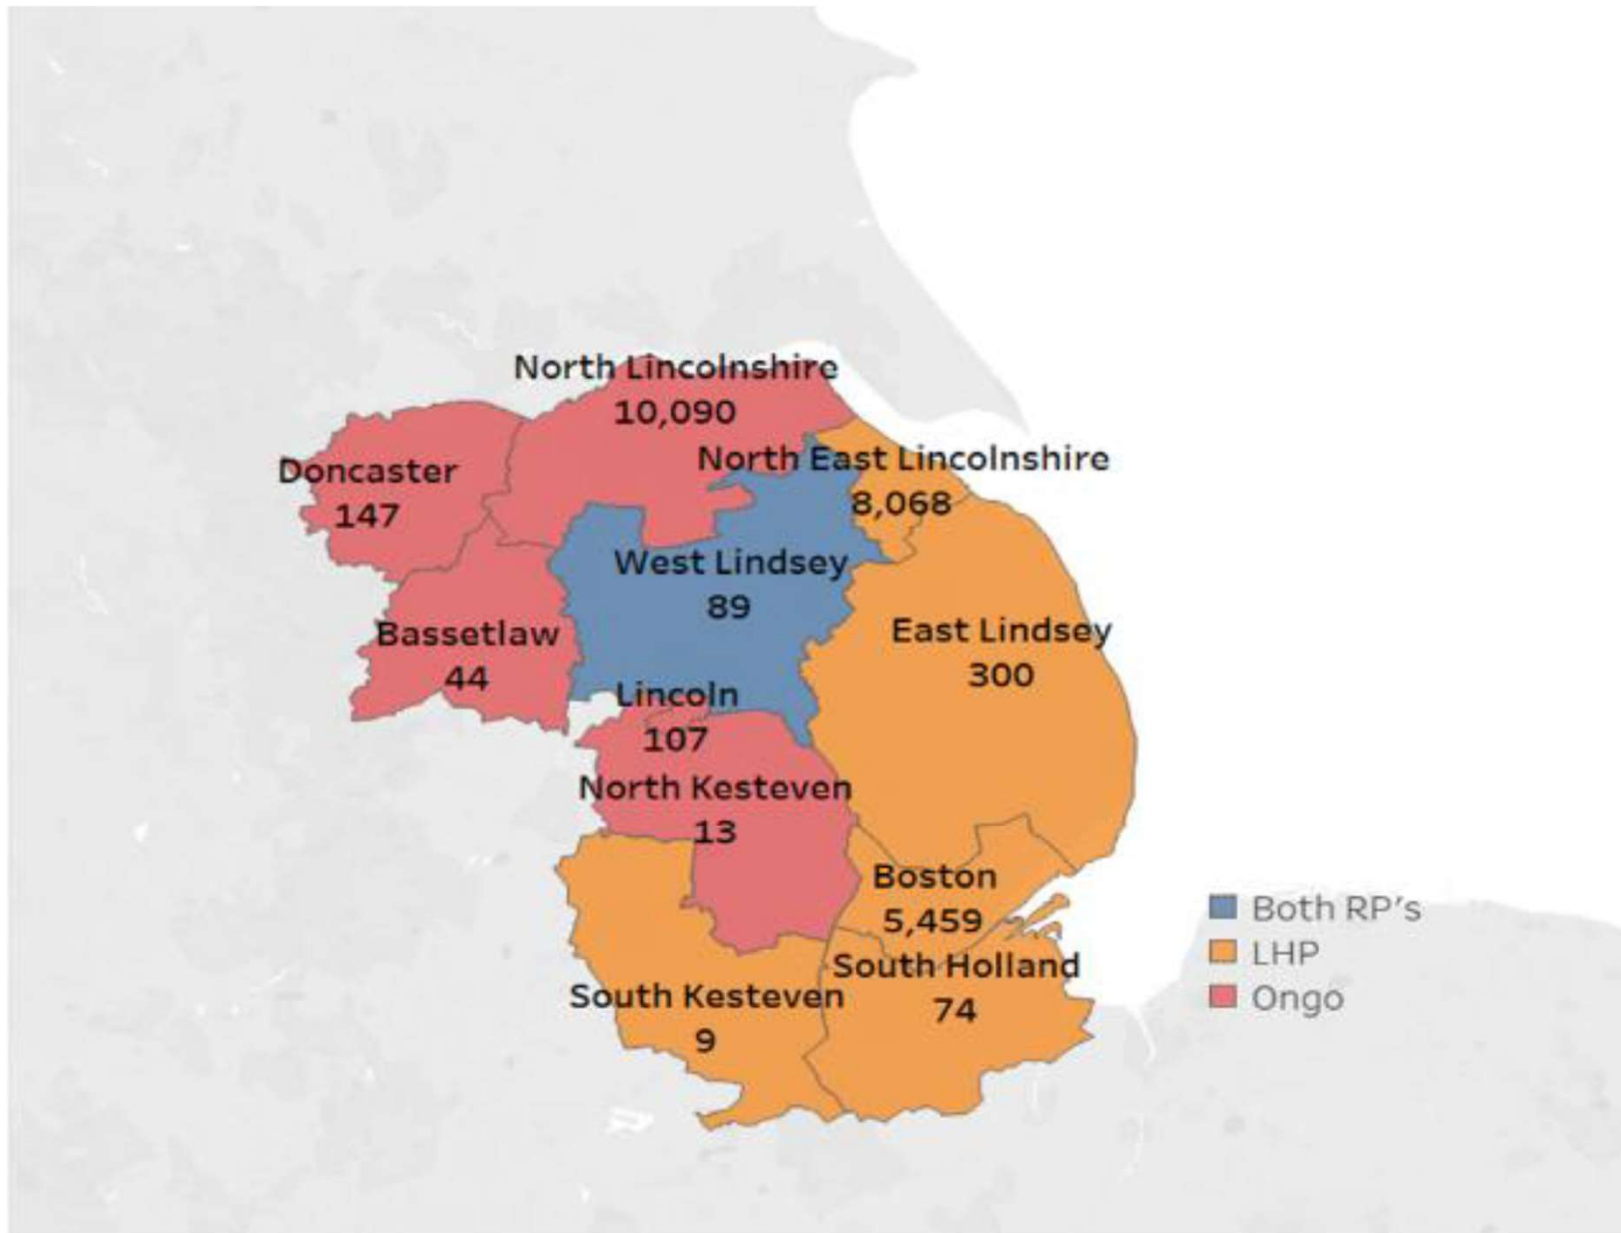 North Lincolnshire
10,090
North East Lincolnshire
8,068
Doncaster
147
West Lindsey
89
Bassetlaw
44
East Lindsey
300
Lincoln
107
North Kesteven
13
Boston
5,459
South Holland
74
South Kesteven
9
Both RP's
LHP
Ongo